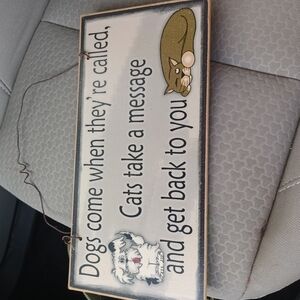 Dogs come when they're called,
Cats take a message
and get back to you